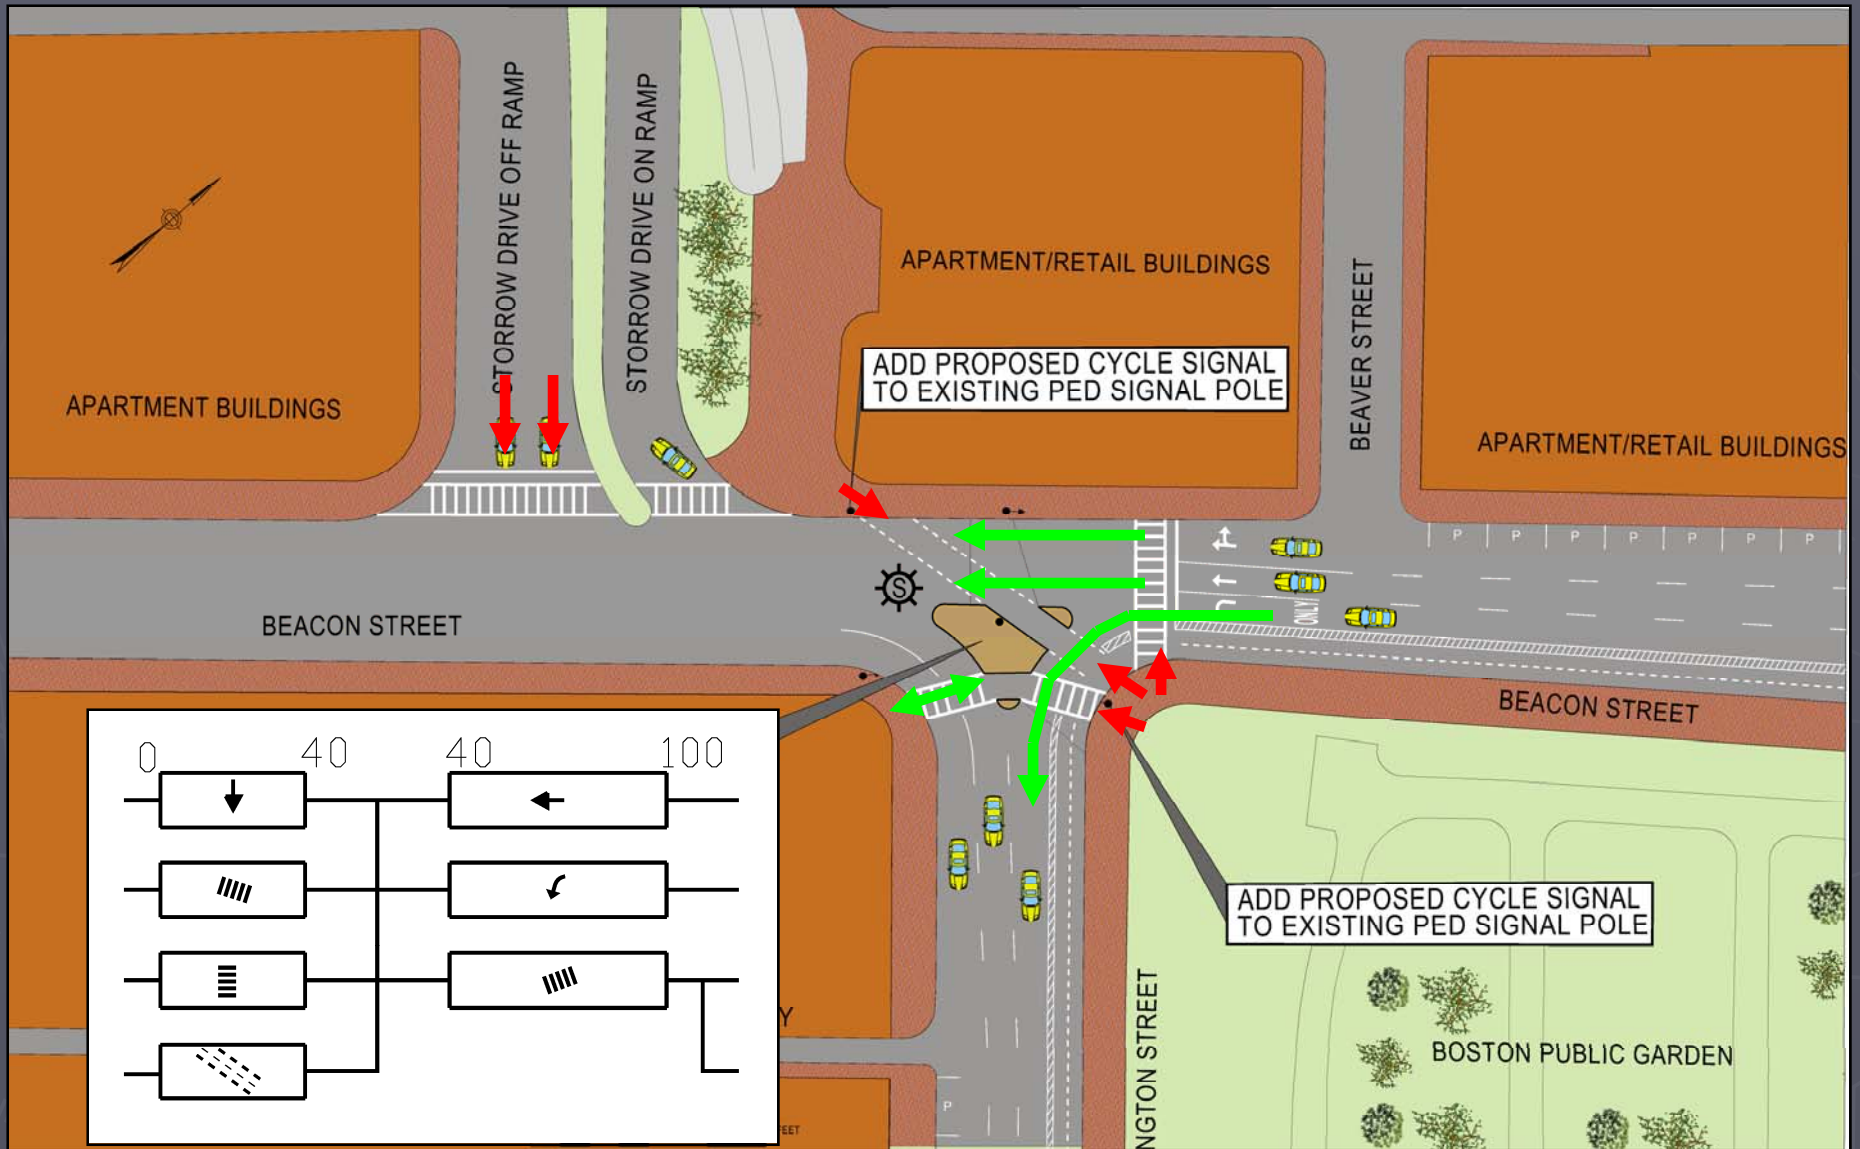 STORROW DRIVE OFF RAMP
STORROW DRIVE ON RAMP
APARTMENT/RETAIL BUILDINGS
BEAVER STREET
ADD PROPOSED CYCLE SIGNAL
TO EXISTING PED SIGNAL POLE
APARTMENT BUILDINGS
APARTMENT/RETAIL BUILDINGS
P P P P P P P
S
ONLY
BEACON STREET
BEACON STREET
0 40 40 100
ADD PROPOSED CYCLE SIGNAL
TO EXISTING PED SIGNAL POLE
Y
NGTON STREET
BOSTON PUBLIC GARDEN
P
EET